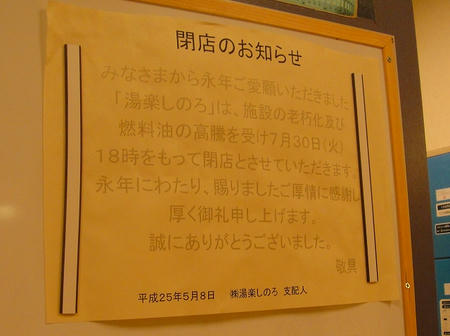 閉店のお知らせ
みなさまから永年ご愛願いただきました
「湯楽しのろ」は、施設の老朽化及び
燃料油の高騰を受け7月30日(火)
18時をもって閉店とさせていただきます。
永年にわたり、賜りましたご厚情に感謝し
厚く御礼申し上げます。
誠にありがとうございました。
敬具
平成25年5月8日 ㈱湯楽しのろ 支配人